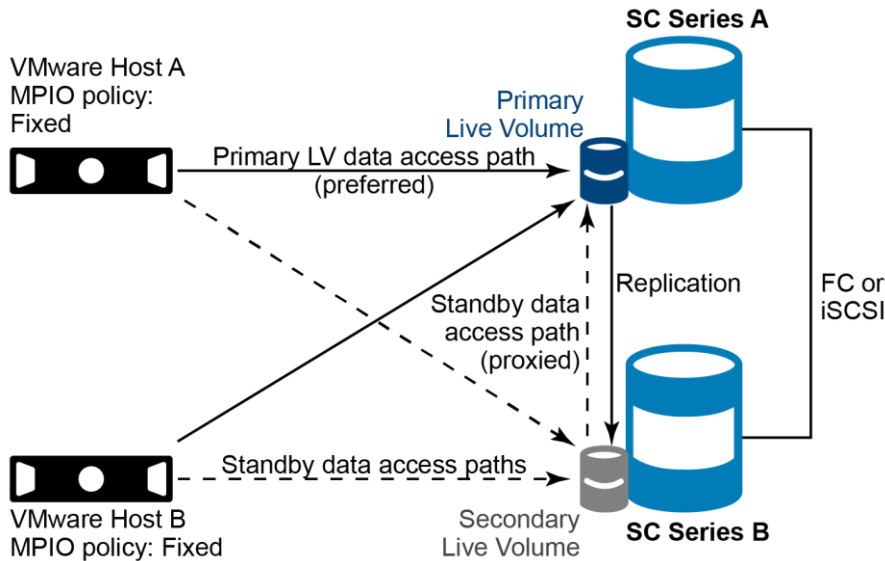 SC Series A
VMware Host A
MPIO policy:
Fixed
Primary
Live Volume
Primary LV data access path
(preferred)
Standby data
access path
(proxied)
Replication
FC or
iSCSI
Standby data access paths
VMware Host B
MPIO policy: Fixed
Secondary
Live Volume
SC Series B